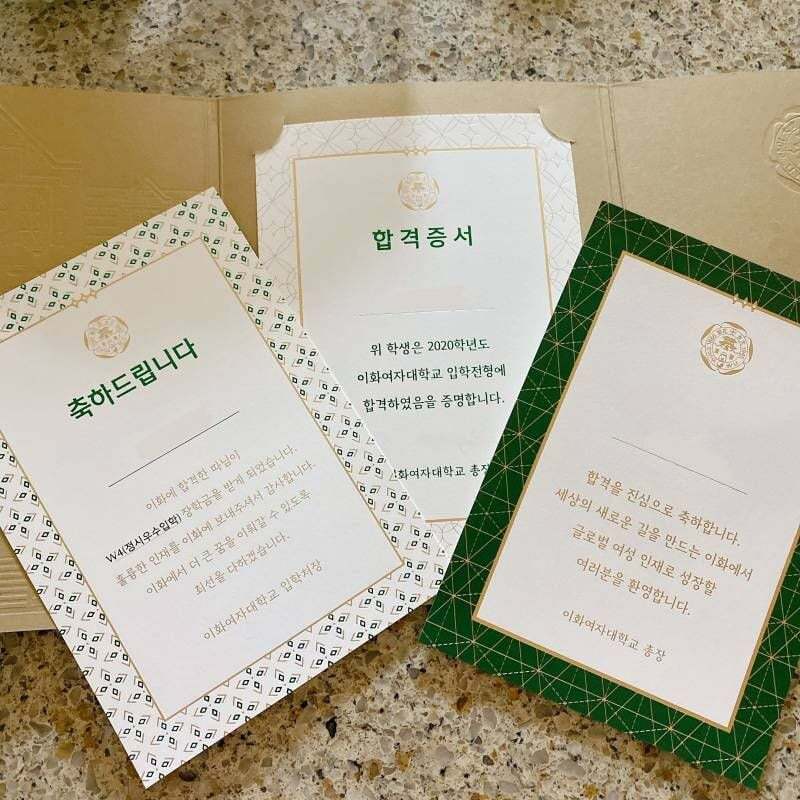 축하드립니다
이화에 합격한 따님이
W4(정시우수입학) 장학금을 받게 되었습니다.
훌륭한 인재를 이화에 보내주셔서 감사합니다.
이화에서 더 큰 꿈을 이뤄갈 수 있도록
최선을 다하겠습니다.
이화여자대학교 입학처장
합격증서
위 학생은 2020학년도
이화여자대학교 입학전형에
합격하였음을 증명합니다.
이화여자대학교 총장
합격을 진심으로 축하합니다.
세상의 새로운 길을 만드는 이화에서
글로벌 여성 인재로 성장할
여러분을 환영합니다.
이화여자대학교 총장